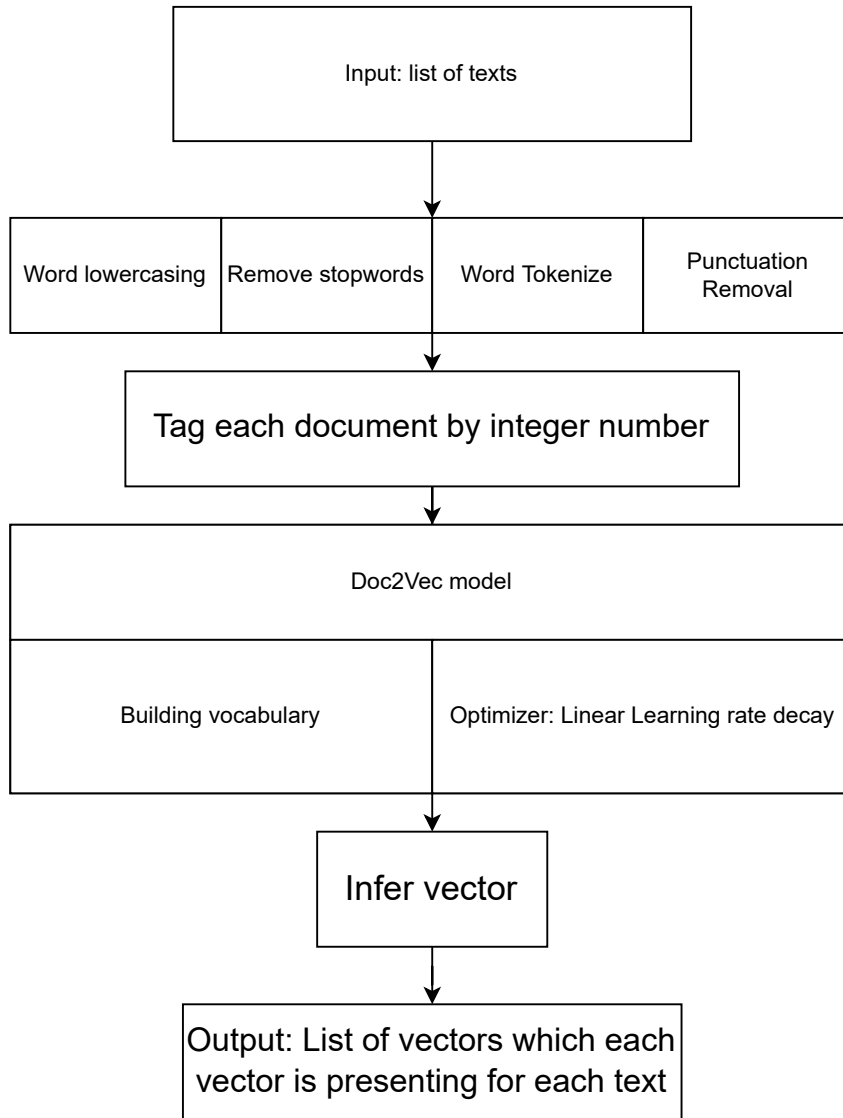 Input: list of texts
Word lowercasing
Remove stopwords
Word Tokenize
Punctuation
Removal
Tag each document by integer number
Doc2Vec model
Building vocabulary
Optimizer: Linear Learning rate decay
Infer vector
Output: List of vectors which each
vector is presenting for each text